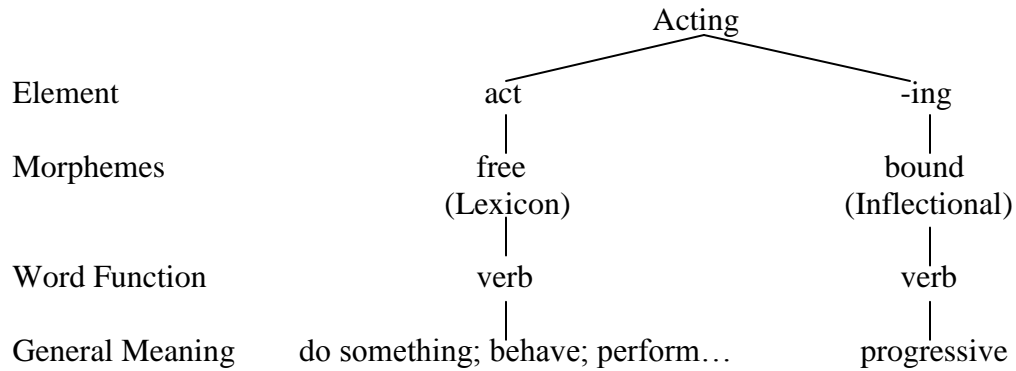 Acting
Element act -ing
Morphemes free bound
(Lexicon) (Inflectional)
Word Function verb verb
General Meaning do something; behave; perform… progressive